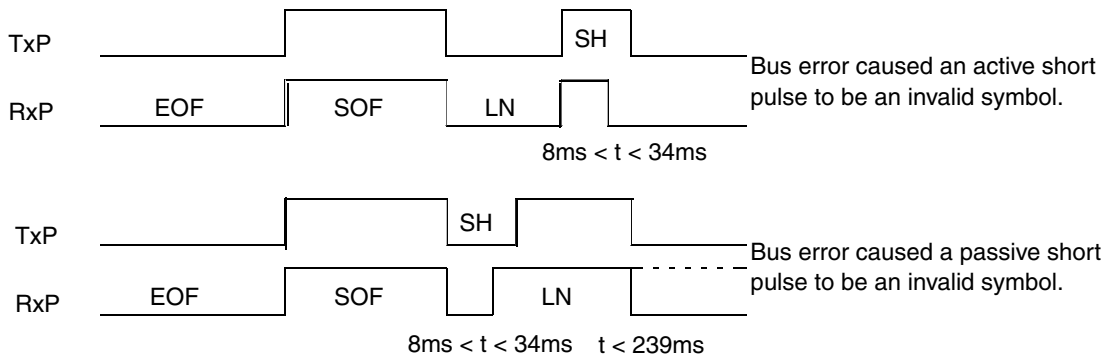 TxP SH
Bus error caused an active short
pulse to be an invalid symbol.
RxP EOF SOF LN
8ms < t < 34ms
TxP SH
Bus error caused a passive short
pulse to be an invalid symbol.
RxP EOF SOF LN
8ms < t < 34ms t < 239ms